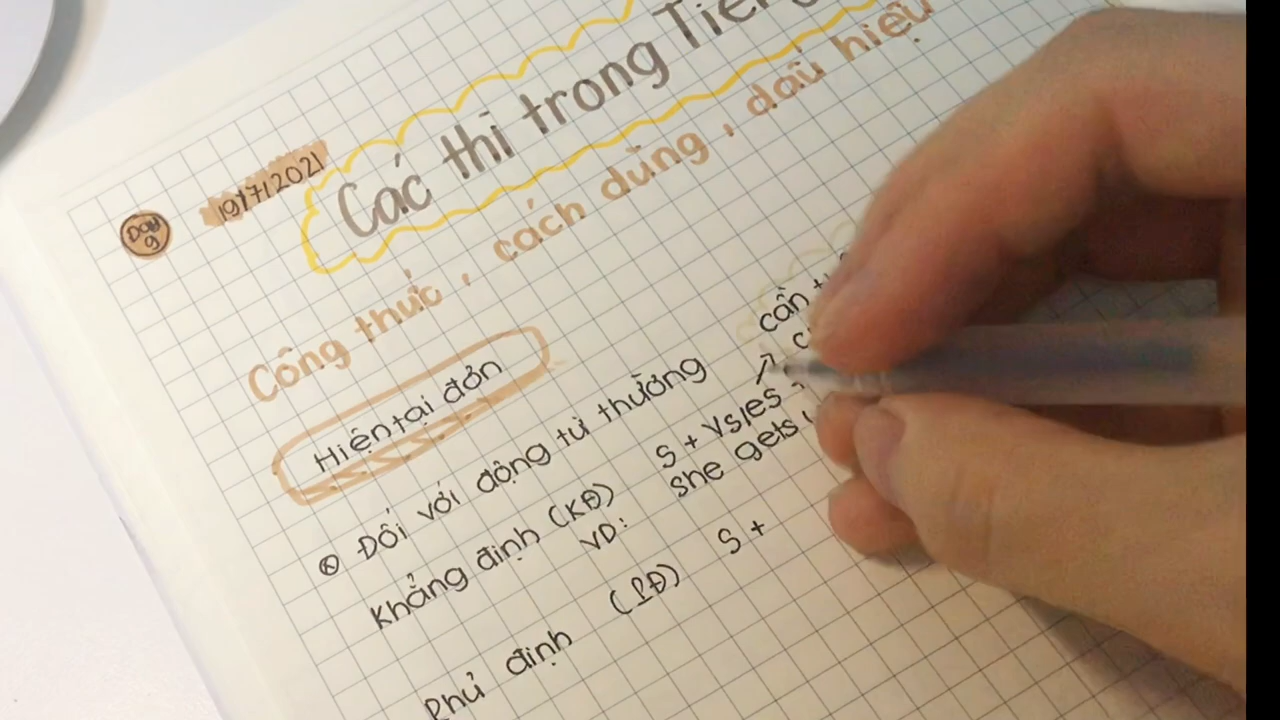 19/7/2021
Day 9
Các thì trong Tiếng
Công thức, cách dùng, dấu hiệu
Hiện tại đơn
Đối với động từ thường
cần
Khẳng định (KĐ) S + Vs/es
VD: She gets
Phủ định (PĐ) S +